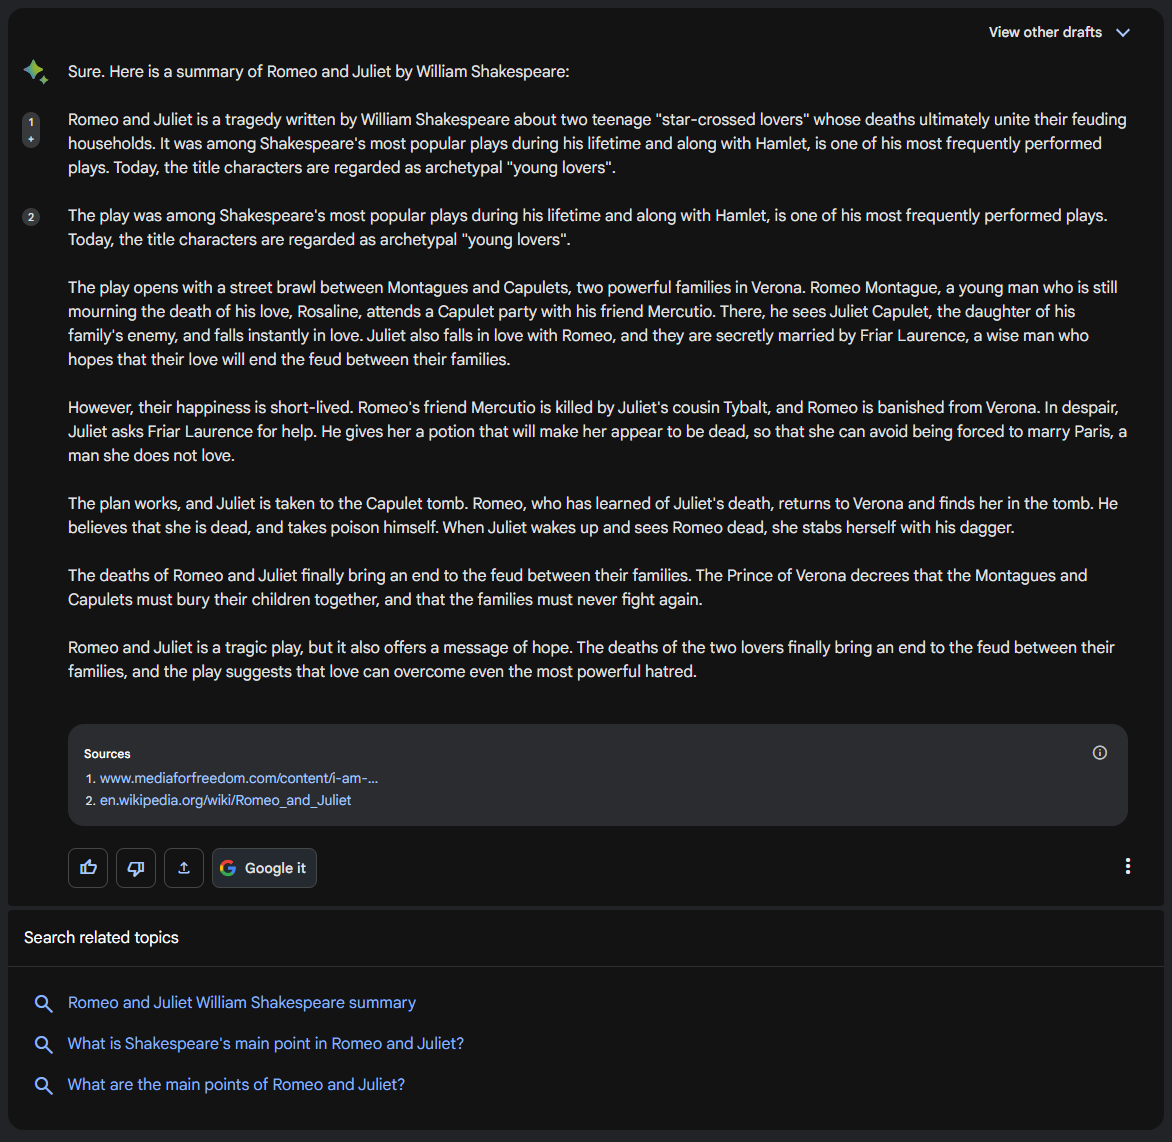 View other drafts
Sure. Here is a summary of Romeo and Juliet by William Shakespeare:
1
+
Romeo and Juliet is a tragedy written by William Shakespeare about two teenage "star-crossed lovers" whose deaths ultimately unite their feuding
households. It was among Shakespeare's most popular plays during his lifetime and along with Hamlet, is one of his most frequently performed
plays. Today, the title characters are regarded as archetypal "young lovers".
2
The play was among Shakespeare's most popular plays during his lifetime and along with Hamlet, is one of his most frequently performed plays.
Today, the title characters are regarded as archetypal "young lovers".
The play opens with a street brawl between Montagues and Capulets, two powerful families in Verona. Romeo Montague, a young man who is still
mourning the death of his love, Rosaline, attends a Capulet party with his friend Mercutio. There, he sees Juliet Capulet, the daughter of his
family's enemy, and falls instantly in love. Juliet also falls in love with Romeo, and they are secretly married by Friar Laurence, a wise man who
hopes that their love will end the feud between their families.
However, their happiness is short-lived. Romeo's friend Mercutio is killed by Juliet's cousin Tybalt, and Romeo is banished from Verona. In despair,
Juliet asks Friar Laurence for help. He gives her a potion that will make her appear to be dead, so that she can avoid being forced to marry Paris, a
man she does not love.
The plan works, and Juliet is taken to the Capulet tomb. Romeo, who has learned of Juliet's death, returns to Verona and finds her in the tomb. He
believes that she is dead, and takes poison himself. When Juliet wakes up and sees Romeo dead, she stabs herself with his dagger.
The deaths of Romeo and Juliet finally bring an end to the feud between their families. The Prince of Verona decrees that the Montagues and
Capulets must bury their children together, and that the families must never fight again.
Romeo and Juliet is a tragic play, but it also offers a message of hope. The deaths of the two lovers finally bring an end to the feud between their
families, and the play suggests that love can overcome even the most powerful hatred.
Sources
1. www.mediaforfreedom.com/content/i-am-...
2. en.wikipedia.org/wiki/Romeo_and_Juliet
Google it
Search related topics
Romeo and Juliet William Shakespeare summary
What is Shakespeare's main point in Romeo and Juliet?
What are the main points of Romeo and Juliet?